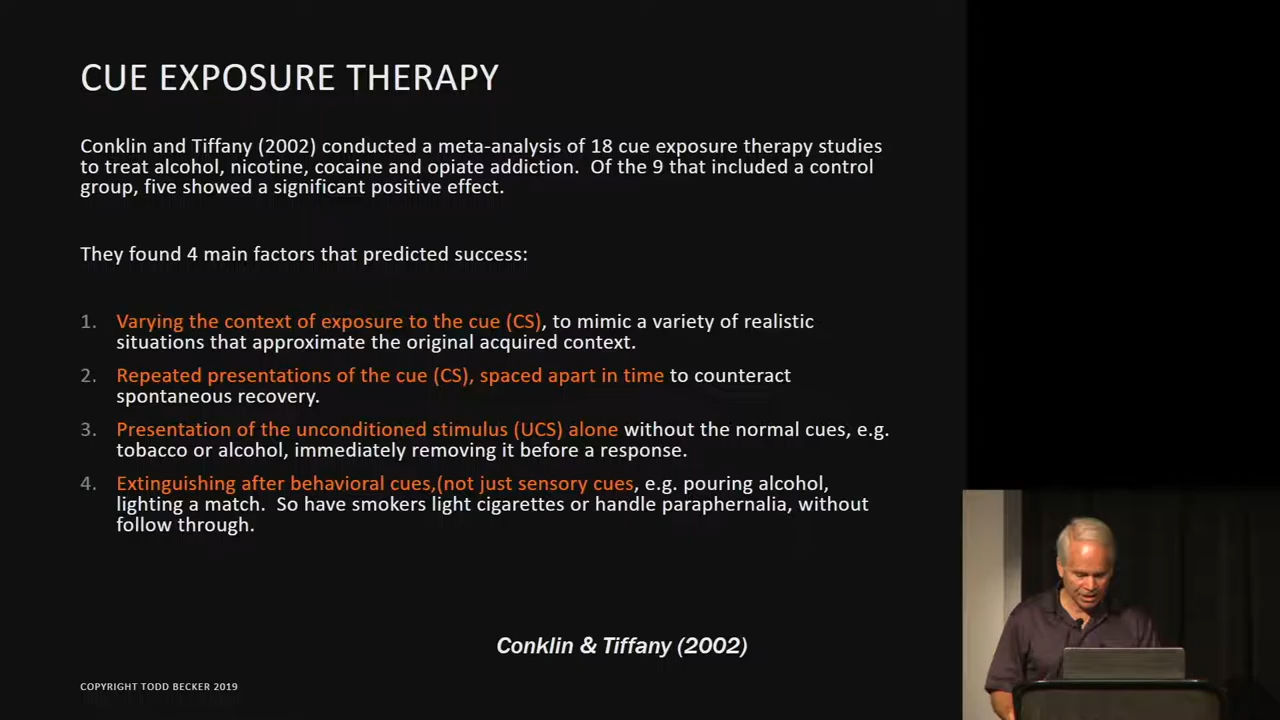 CUE EXPOSURE THERAPY
Conklin and Tiffany (2002) conducted a meta-analysis of 18 cue exposure therapy studies
to treat alcohol, nicotine, cocaine and opiate addiction.  Of the 9 that included a control
group, five showed a significant positive effect.
They found 4 main factors that predicted success:
1. Varying the context of exposure to the cue (CS), to mimic a variety of realistic
situations that approximate the original acquired context.
2. Repeated presentations of the cue (CS), spaced apart in time to counteract
spontaneous recovery.
3. Presentation of the unconditioned stimulus (UCS) alone without the normal cues, e.g.
tobacco or alcohol, immediately removing it before a response.
4. Extinguishing after behavioral cues,(not just sensory cues, e.g. pouring alcohol,
lighting a match.  So have smokers light cigarettes or handle paraphernalia, without
follow through.
Conklin & Tiffany (2002)
COPYRIGHT TODD BECKER 2019